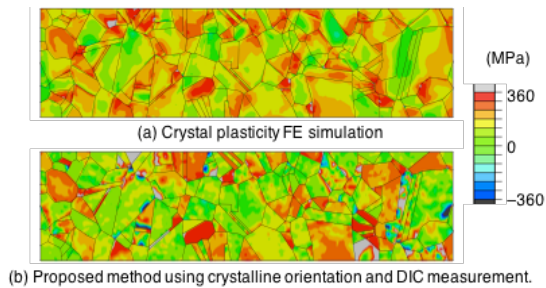 (MPa)
360
0
−360
(a) Crystal plasticity FE simulation
(b) Proposed method using crystalline orientation and DIC measurement.